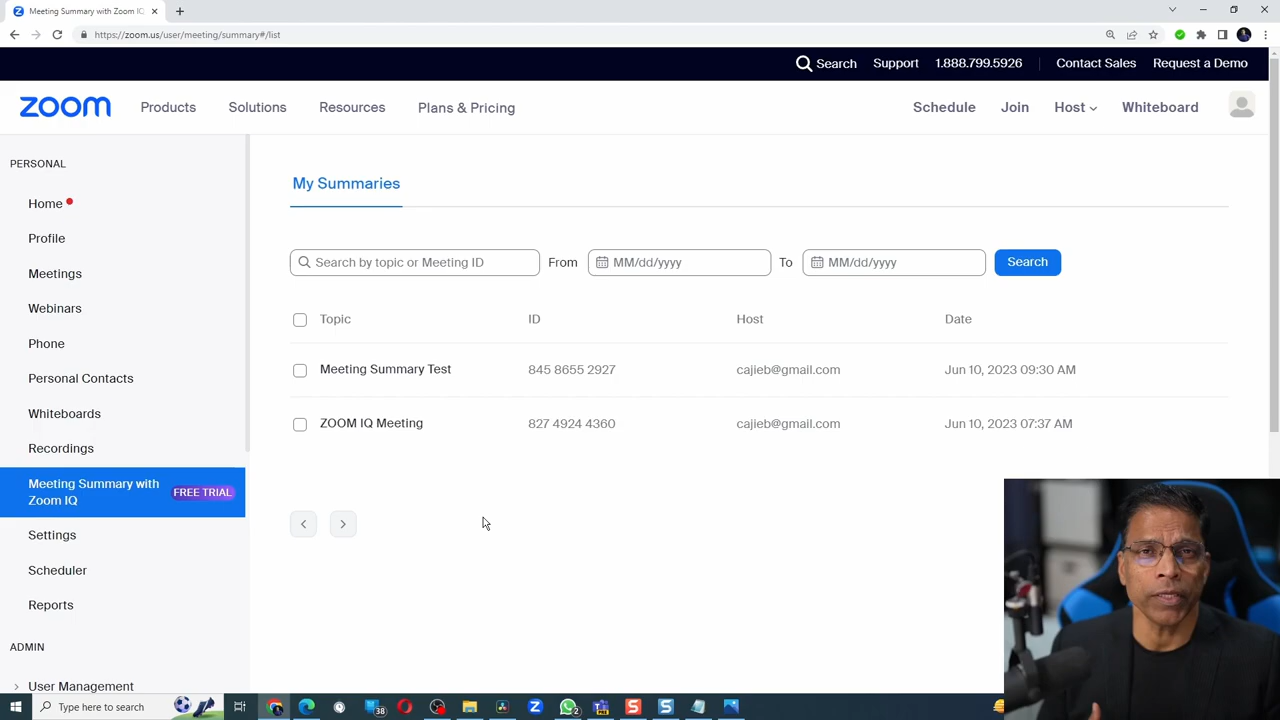 Meeting Summary with Zoom IQ
https://zoom.us/user/meeting/summary#/list
Search
Support
1.888.799.5926
Contact Sales
Request a Demo
zoom
Products
Solutions
Resources
Plans & Pricing
Schedule
Join
Host
Whiteboard
PERSONAL
Home
Profile
Meetings
Webinars
Phone
Personal Contacts
Whiteboards
Recordings
Meeting Summary with
Zoom IQ
FREE TRIAL
Settings
Scheduler
Reports
ADMIN
User Management
My Summaries
Search by topic or Meeting ID
From
MM/dd/yyyy
To
MM/dd/yyyy
Search
Topic
ID
Host
Date
Meeting Summary Test
845 8655 2927
cajieb@gmail.com
Jun 10, 2023 09:30 AM
ZOOM IQ Meeting
827 4924 4360
cajieb@gmail.com
Jun 10, 2023 07:37 AM
Type here to search
38
2